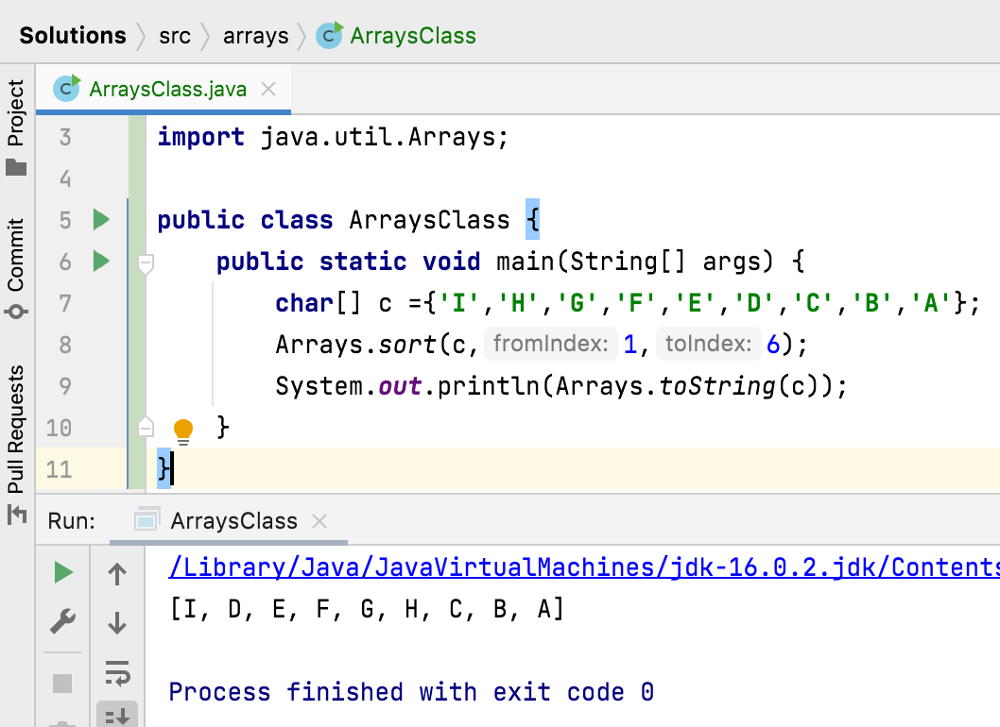 Solutions src arrays C ArraysClass
C ArraysClass.java
Project
Commit
Pull Requests
3 import java.util.Arrays;
4
5 public class ArraysClass {
6 public static void main(String[] args) {
7 char[] c ={'I','H','G','F','E','D','C','B','A'};
8 Arrays.sort(c, fromIndex: 1, toIndex: 6);
9 System.out.println(Arrays.toString(c));
10 }
11 }
Run: ArraysClass
/Library/Java/JavaVirtualMachines/jdk-16.0.2.jdk/Contents
[I, D, E, F, G, H, C, B, A]
Process finished with exit code 0